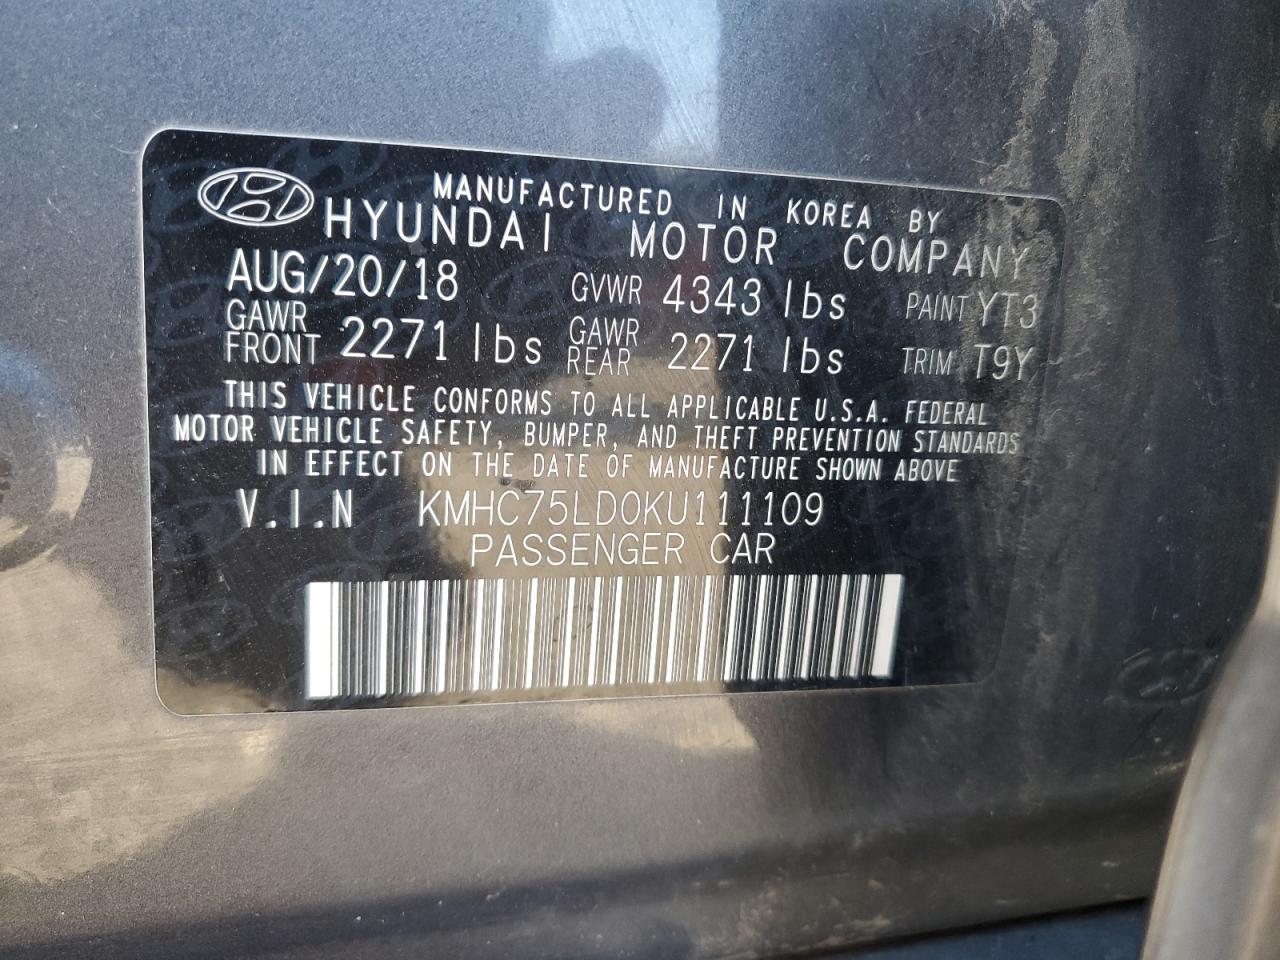 MANUFACTURED IN KOREA BY
HYUNDAI MOTOR COMPANY
AUG/20/18 GVWR 4343 lbs PAINT YT3
GAWR FRONT 2271 lbs GAWR REAR 2271 lbs TRIM T9Y
THIS VEHICLE CONFORMS TO ALL APPLICABLE U.S.A. FEDERAL
MOTOR VEHICLE SAFETY, BUMPER, AND THEFT PREVENTION STANDARDS
IN EFFECT ON THE DATE OF MANUFACTURE SHOWN ABOVE
V.I.N KMHC75LD0KU111109
PASSENGER CAR